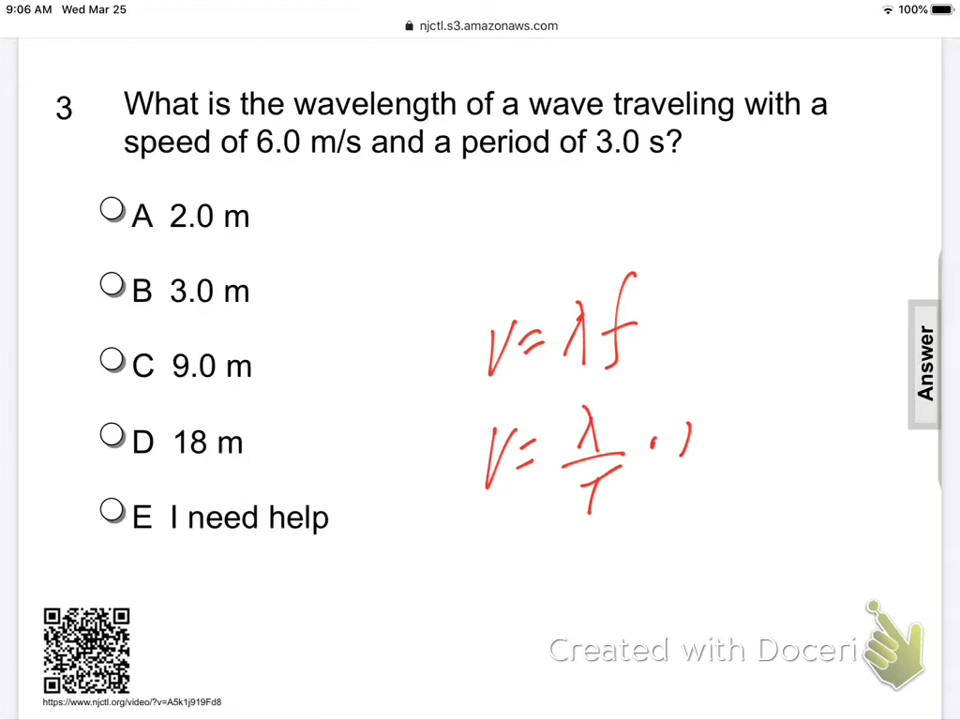 9:06 AM Wed Mar 25
100%
njctl.s3.amazonaws.com
3 What is the wavelength of a wave traveling with a
speed of 6.0 m/s and a period of 3.0 s?
A 2.0 m
B 3.0 m
C 9.0 m
D 18 m
E I need help
v = λf
v = λ/T ·
Answer
Created with Doceri
https://www.njctl.org/video/?v=A5k1j919Fd8